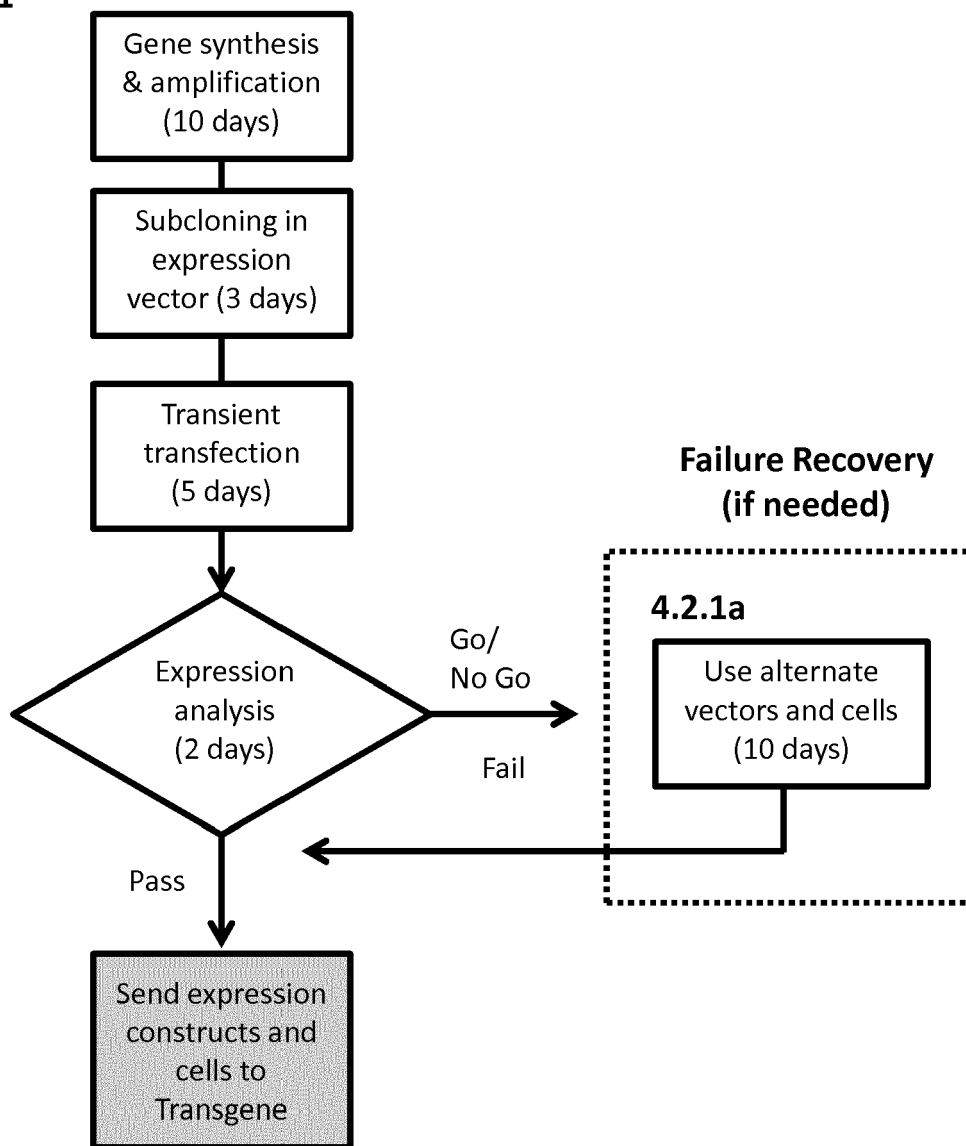 Gene synthesis
& amplification
(10 days)
Subcloning in
expression
vector (3 days)
Transient
transfection
(5 days)
Failure Recovery
(if needed)
4.2.1a
Go/
No Go
Expression
analysis
(2 days)
Use alternate
vectors and cells
(10 days)
Fail
Pass
Send expression
constructs and
cells to
Transgene